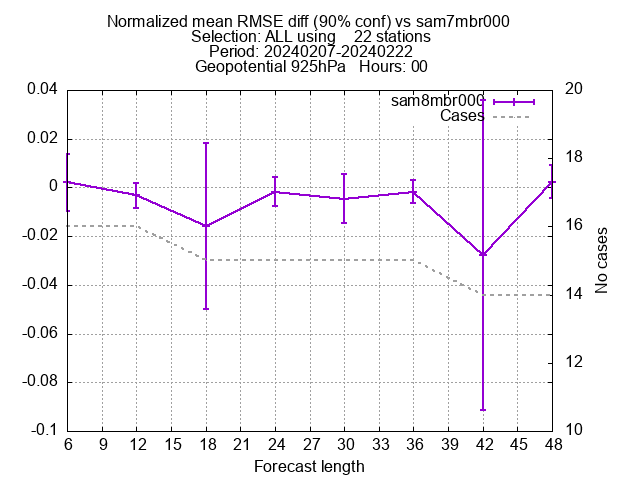 Normalized mean RMSE diff (90% conf) vs sam7mbr000
Selection: ALL using    22 stations
Period: 20240207-20240222
Geopotential 925hPa   Hours: 00
sam8mbr000
Cases
0.04
0.02
0
-0.02
-0.04
-0.06
-0.08
-0.1
20
18
16
14
12
10
No cases
6 9 12 15 18 21 24 27 30 33 36 39 42 45 48
Forecast length